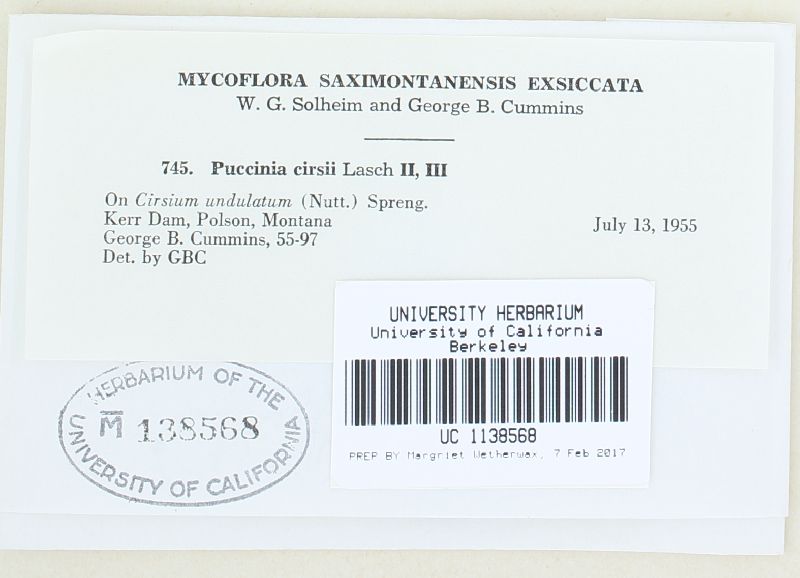 MYCOFLORA SAXIMONTANENSIS EXSICCATA
W. G. Solheim and George B. Cummins
745. Puccinia cirsii Lasch II, III
On Cirsium undulatum (Nutt.) Spreng.
Kerr Dam, Polson, Montana
July 13, 1955
George B. Cummins, 55-97
Det. by GBC
UNIVERSITY HERBARIUM
University of California
Berkeley
UC 1138568
PREP BY Margriet Wetherwax, 7 Feb 2017
HERBARIUM OF THE
M̅ 138568
UNIVERSITY OF CALIFORNIA